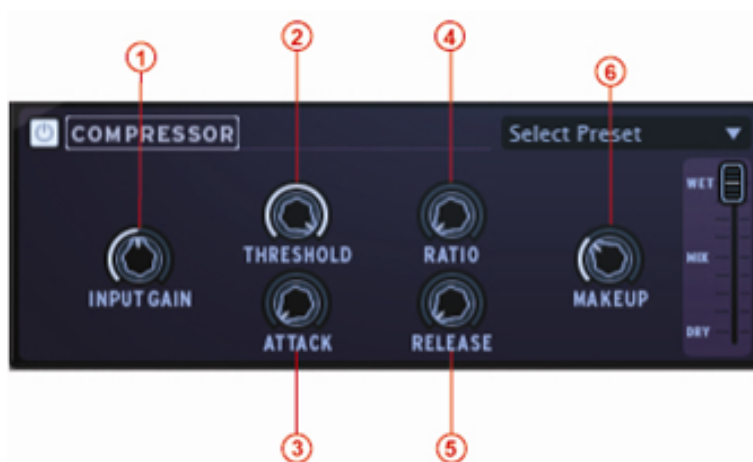 2
4
1
6
COMPRESSOR
Select Preset
WET
THRESHOLD
RATIO
MIX
INPUT GAIN
MAKEUP
DRY
ATTACK
RELEASE
3
5